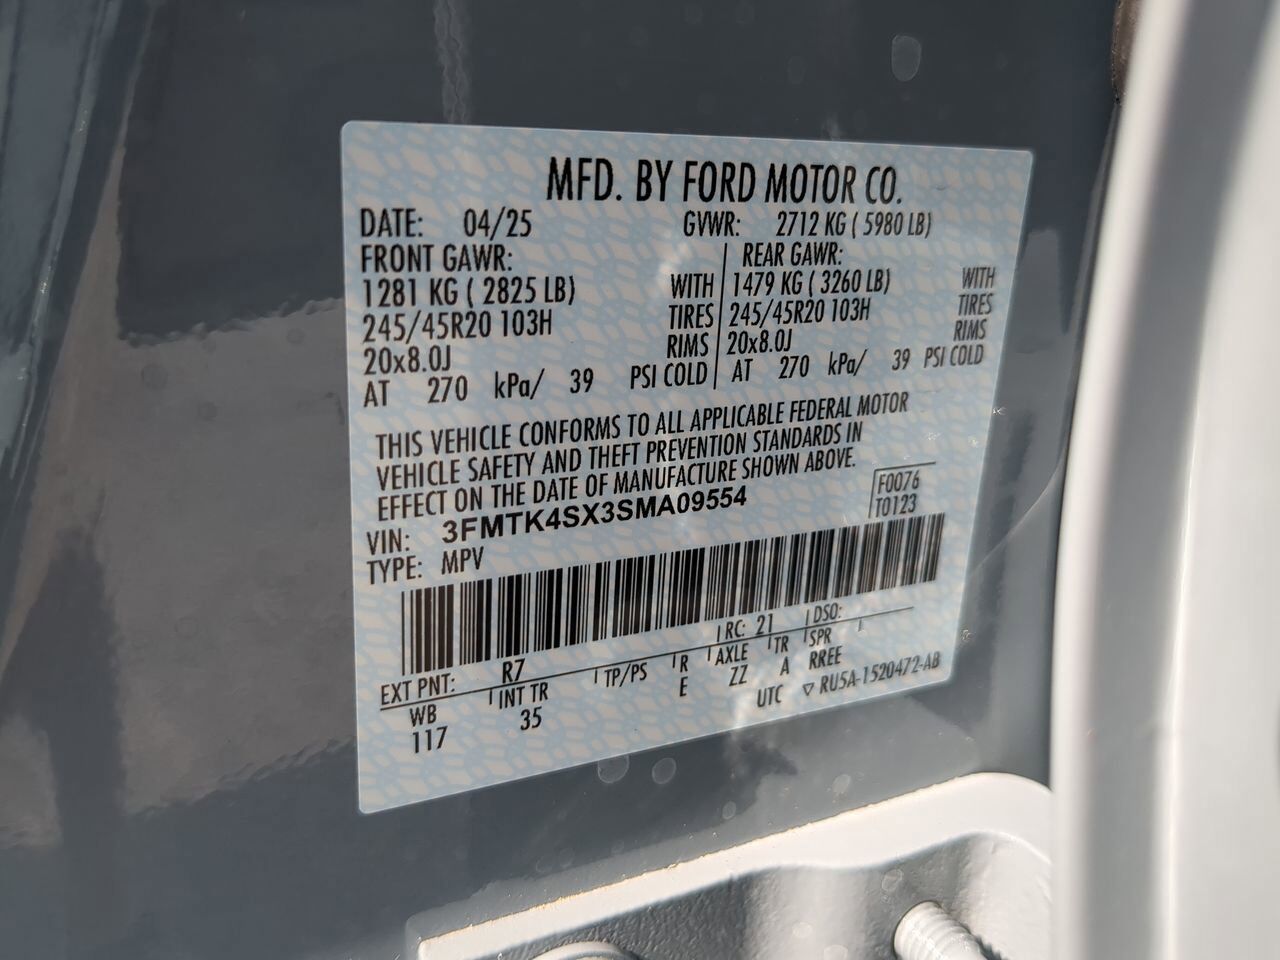 MFD. BY FORD MOTOR CO.
DATE: 04/25 GVWR: 2712 KG ( 5980 LB)
FRONT GAWR: REAR GAWR:
1281 KG ( 2825 LB) WITH 1479 KG ( 3260 LB) WITH
245/45R20 103H TIRES 245/45R20 103H TIRES
20x8.0J RIMS 20x8.0J RIMS
AT 270 kPa/ 39 PSI COLD AT 270 kPa/ 39 PSI COLD
THIS VEHICLE CONFORMS TO ALL APPLICABLE FEDERAL MOTOR
VEHICLE SAFETY AND THEFT PREVENTION STANDARDS IN
EFFECT ON THE DATE OF MANUFACTURE SHOWN ABOVE.
VIN: 3FMTK4SX3SMA09554 F0076
TYPE: MPV T0123
EXT PNT: R7 RC: 21 DSO:
WB INT TR TP/PS R AXLE TR SPR
117 35 E ZZ A RREE
UTC ▽ RU5A-1520472-AB